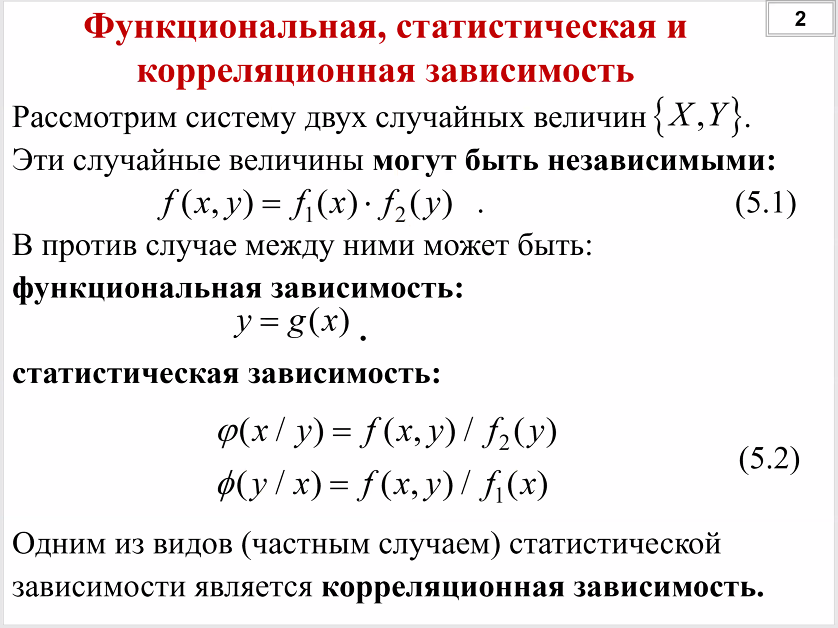 2
Функциональная, статистическая и
корреляционная зависимость
Рассмотрим систему двух случайных величин {X,Y}.
Эти случайные величины могут быть независимыми:
f(x, y) = f₁(x) · f₂(y) . (5.1)
В против случае между ними может быть:
функциональная зависимость:
y = g(x) .
статистическая зависимость:
φ(x / y) = f(x, y) / f₂(y)
(5.2)
ϕ(y / x) = f(x, y) / f₁(x)
Одним из видов (частным случаем) статистической
зависимости является корреляционная зависимость.